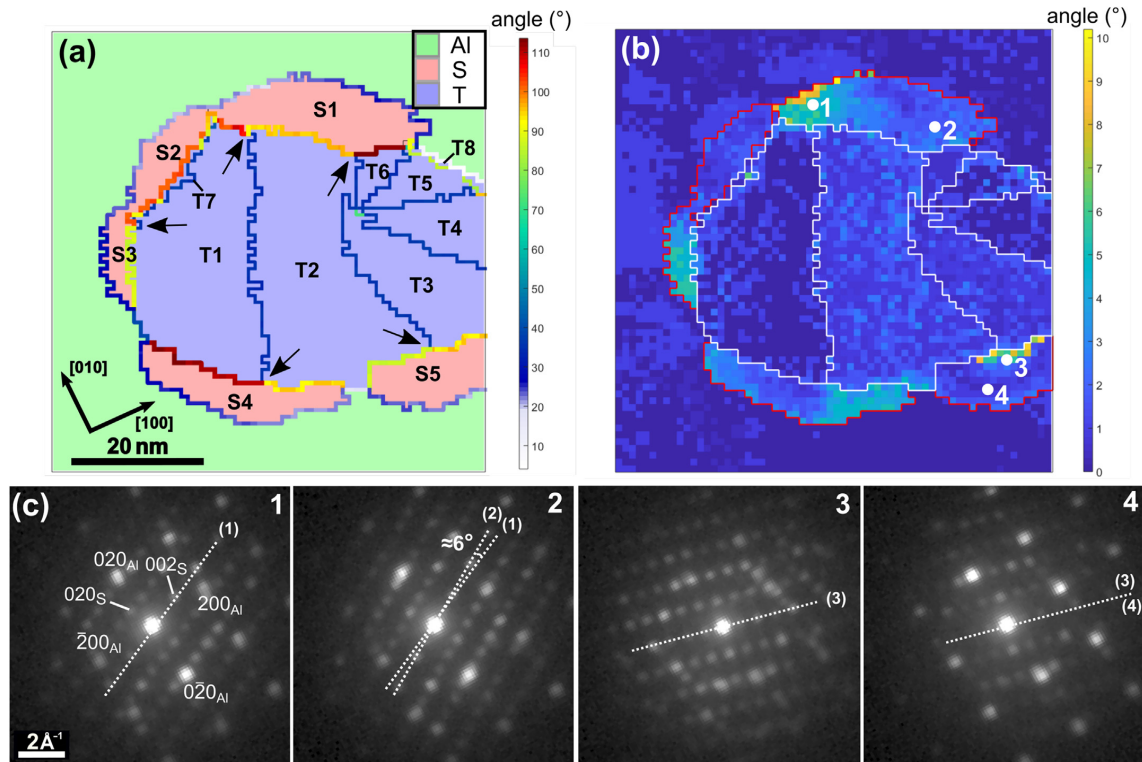 angle (°)
angle (°)
(a)
Al
S
T
110
100
90
80
70
60
50
40
30
20
10
S1
S2
S3
S4
S5
T1
T2
T3
T4
T5
T6
T7
T8
[010]
[100]
20 nm
(b)
1
2
3
4
10
9
8
7
6
5
4
3
2
1
0
(c)
1
(1)
020Al 002S
020S
200Al
2̄00Al
02̄0Al
2Å⁻¹
2
(2)
(1)
≈6°
3
(3)
4
(3)
(4)